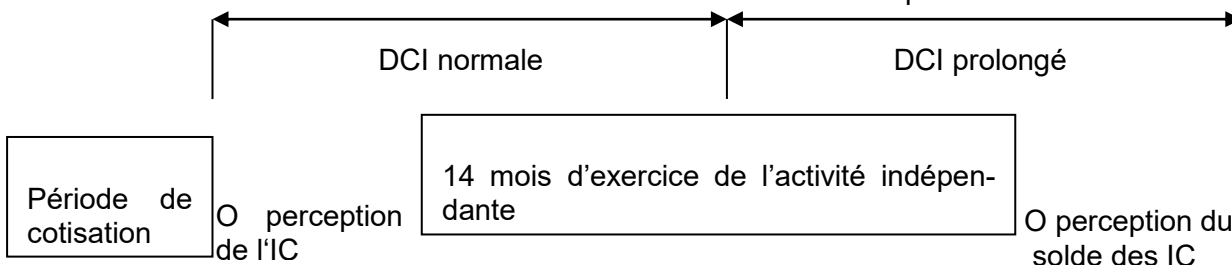 DCI normale
DCI prolongé
Période de
cotisation
O perception
de l‘IC
14 mois d’exercice de l’activité indépen-
dante
O perception du
solde des IC